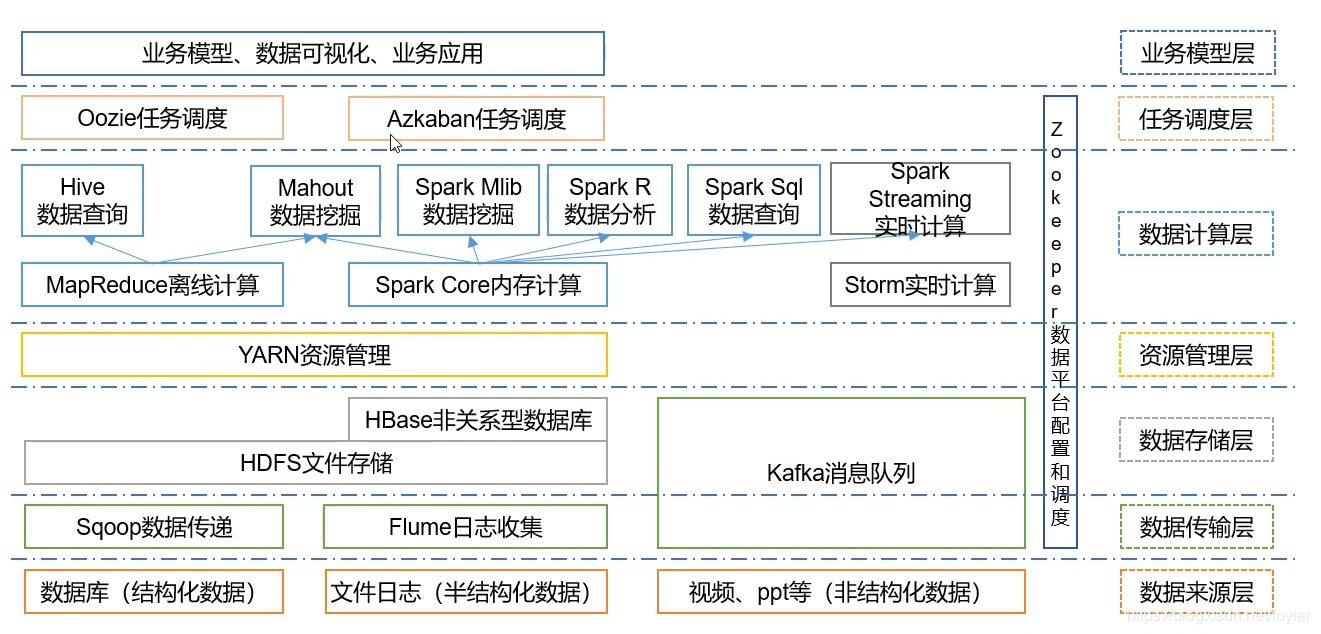 业务模型、数据可视化、业务应用
业务模型层
Oozie任务调度
Azkaban任务调度
任务调度层
Hive
数据查询
Mahout
数据挖掘
Spark Mlib
数据挖掘
Spark R
数据分析
Spark Sql
数据查询
Spark
Streaming
实时计算
数据计算层
MapReduce离线计算
Spark Core内存计算
Storm实时计算
Zookeeper数据平台配置和调度
YARN资源管理
资源管理层
HBase非关系型数据库
HDFS文件存储
Kafka消息队列
数据存储层
Sqoop数据传递
Flume日志收集
数据传输层
数据库（结构化数据）
文件日志（半结构化数据）
视频、ppt等（非结构化数据）
数据来源层
https://blog.csdn.net/luyiar